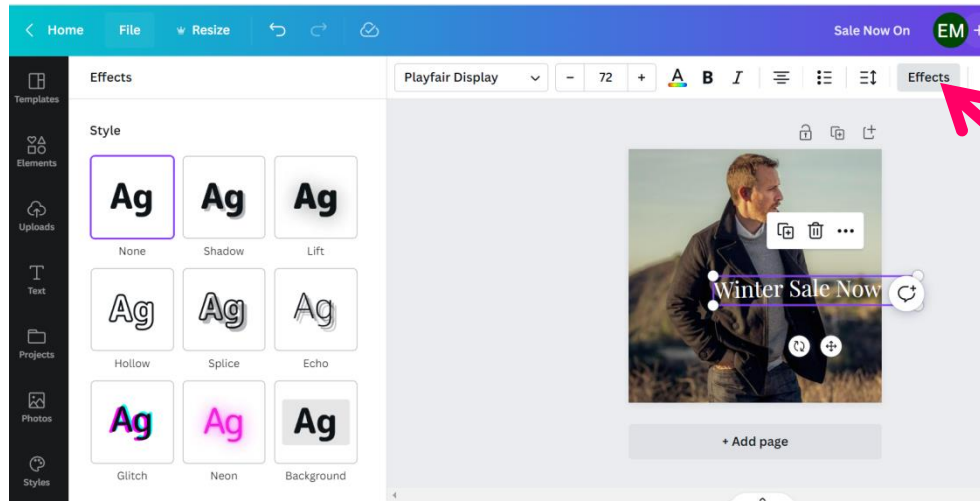 Home File Resize Sale Now On EM +
Templates
Elements
Uploads
Text
Projects
Photos
Styles
Effects
Style
Ag Ag Ag
None Shadow Lift
Ag Ag Ag
Hollow Splice Echo
Ag Ag Ag
Glitch Neon Background
Playfair Display - 72 + A B I Effects
Winter Sale Now
+ Add page